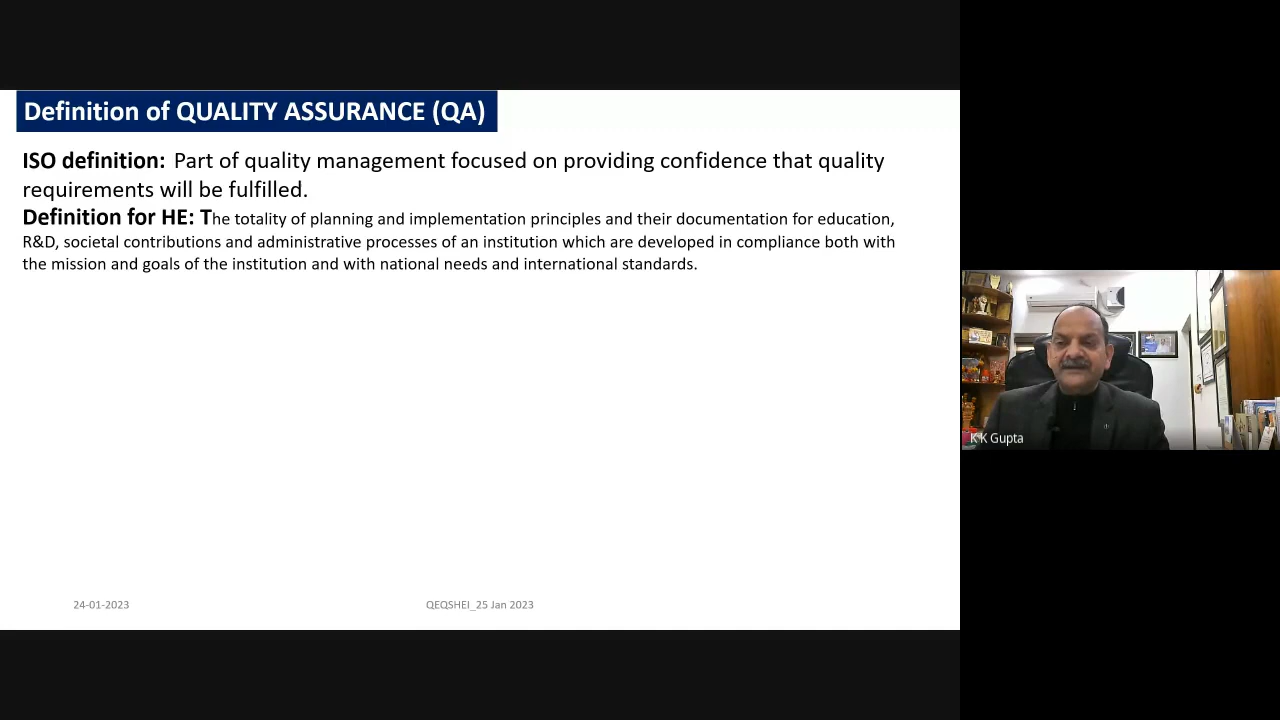 Definition of QUALITY ASSURANCE (QA)
ISO definition: Part of quality management focused on providing confidence that quality
requirements will be fulfilled.
Definition for HE: The totality of planning and implementation principles and their documentation for education,
R&D, societal contributions and administrative processes of an institution which are developed in compliance both with
the mission and goals of the institution and with national needs and international standards.
K K Gupta
24-01-2023
QEQSHEI_25 Jan 2023